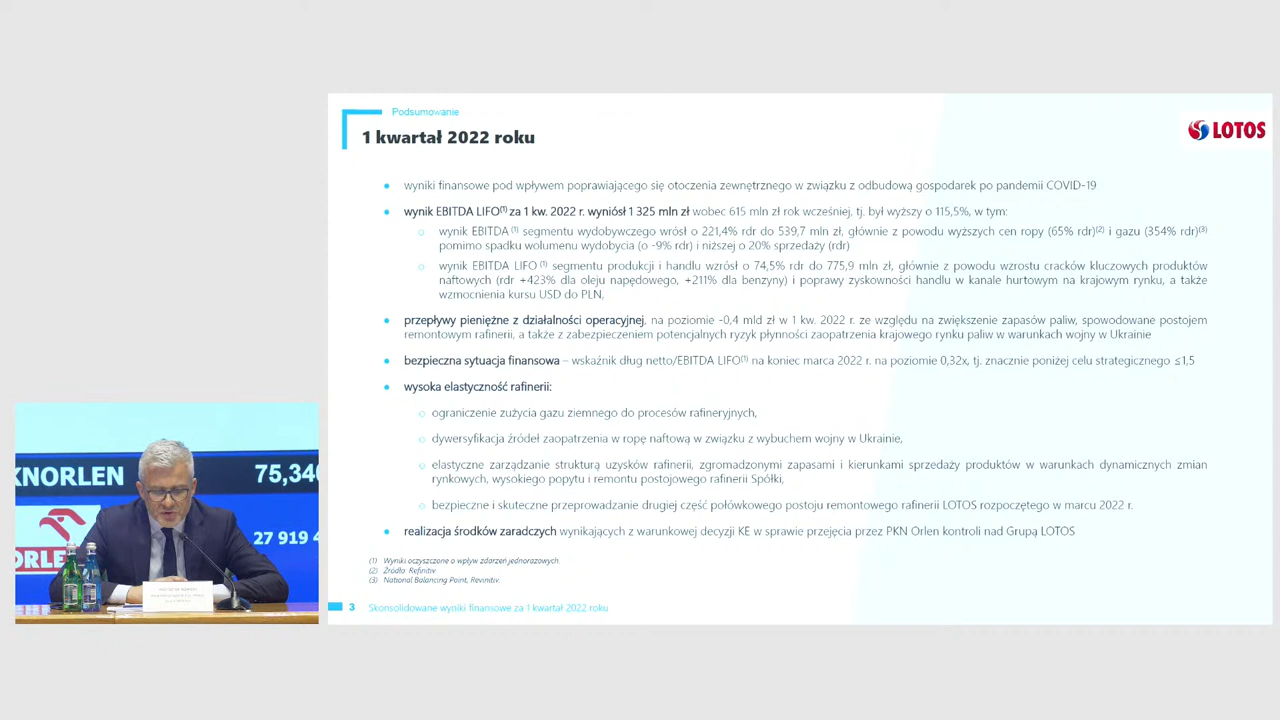 Podsumowanie
1 kwartał 2022 roku
LOTOS
wyniki finansowe pod wpływem poprawiającego się otoczenia zewnętrznego w związku z odbudową gospodarek po pandemii COVID-19
wynik EBITDA LIFO(1) za 1 kw. 2022 r. wyniósł 1 325 mln zł wobec 615 mln zł rok wcześniej, tj. był wyższy o 115,5%, w tym:
wynik EBITDA (1) segmentu wydobywczego wrósł o 221,4% rdr do 539,7 mln zł, głównie z powodu wyższych cen ropy (65% rdr)(2) i gazu (354% rdr)(3)
pomimo spadku wolumenu wydobycia (o -9% rdr) i niższej o 20% sprzedaży (rdr)
wynik EBITDA LIFO (1) segmentu produkcji i handlu wzrósł o 74,5% rdr do 775,9 mln zł, głównie z powodu wzrostu cracków kluczowych produktów
naftowych (rdr +423% dla oleju napędowego, +211% dla benzyny) i poprawy zyskowności handlu w kanale hurtowym na krajowym rynku, a także
wzmocnienia kursu USD do PLN,
przepływy pieniężne z działalności operacyjnej, na poziomie -0,4 mld zł w 1 kw. 2022 r. ze względu na zwiększenie zapasów paliw, spowodowane postojem
remontowym rafinerii, a także z zabezpieczeniem potencjalnych ryzyk płynności zaopatrzenia krajowego rynku paliw w warunkach wojny w Ukrainie
bezpieczna sytuacja finansowa – wskaźnik dług netto/EBITDA LIFO(1) na koniec marca 2022 r. na poziomie 0,32x, tj. znacznie poniżej celu strategicznego ≤1,5
wysoka elastyczność rafinerii:
ograniczenie zużycia gazu ziemnego do procesów rafineryjnych,
dywersyfikacja źródeł zaopatrzenia w ropę naftową w związku z wybuchem wojny w Ukrainie,
elastyczne zarządzanie strukturą uzysków rafinerii, zgromadzonymi zapasami i kierunkami sprzedaży produktów w warunkach dynamicznych zmian
rynkowych, wysokiego popytu i remontu postojowego rafinerii Spółki,
bezpieczne i skuteczne przeprowadzanie drugiej część połówkowego postoju remontowego rafinerii LOTOS rozpoczętego w marcu 2022 r.
realizacja środków zaradczych wynikających z warunkowej decyzji KE w sprawie przejęcia przez PKN Orlen kontroli nad Grupą LOTOS
(1) Wyniki oczyszczone o wpływ zdarzeń jednorazowych.
(2) Źródło: Refinitiv
(3) National Balancing Point, Revinitiv.
3 Skonsolidowane wyniki finansowe za 1 kwartał 2022 roku
KNORLEN 75,340
27 919 4